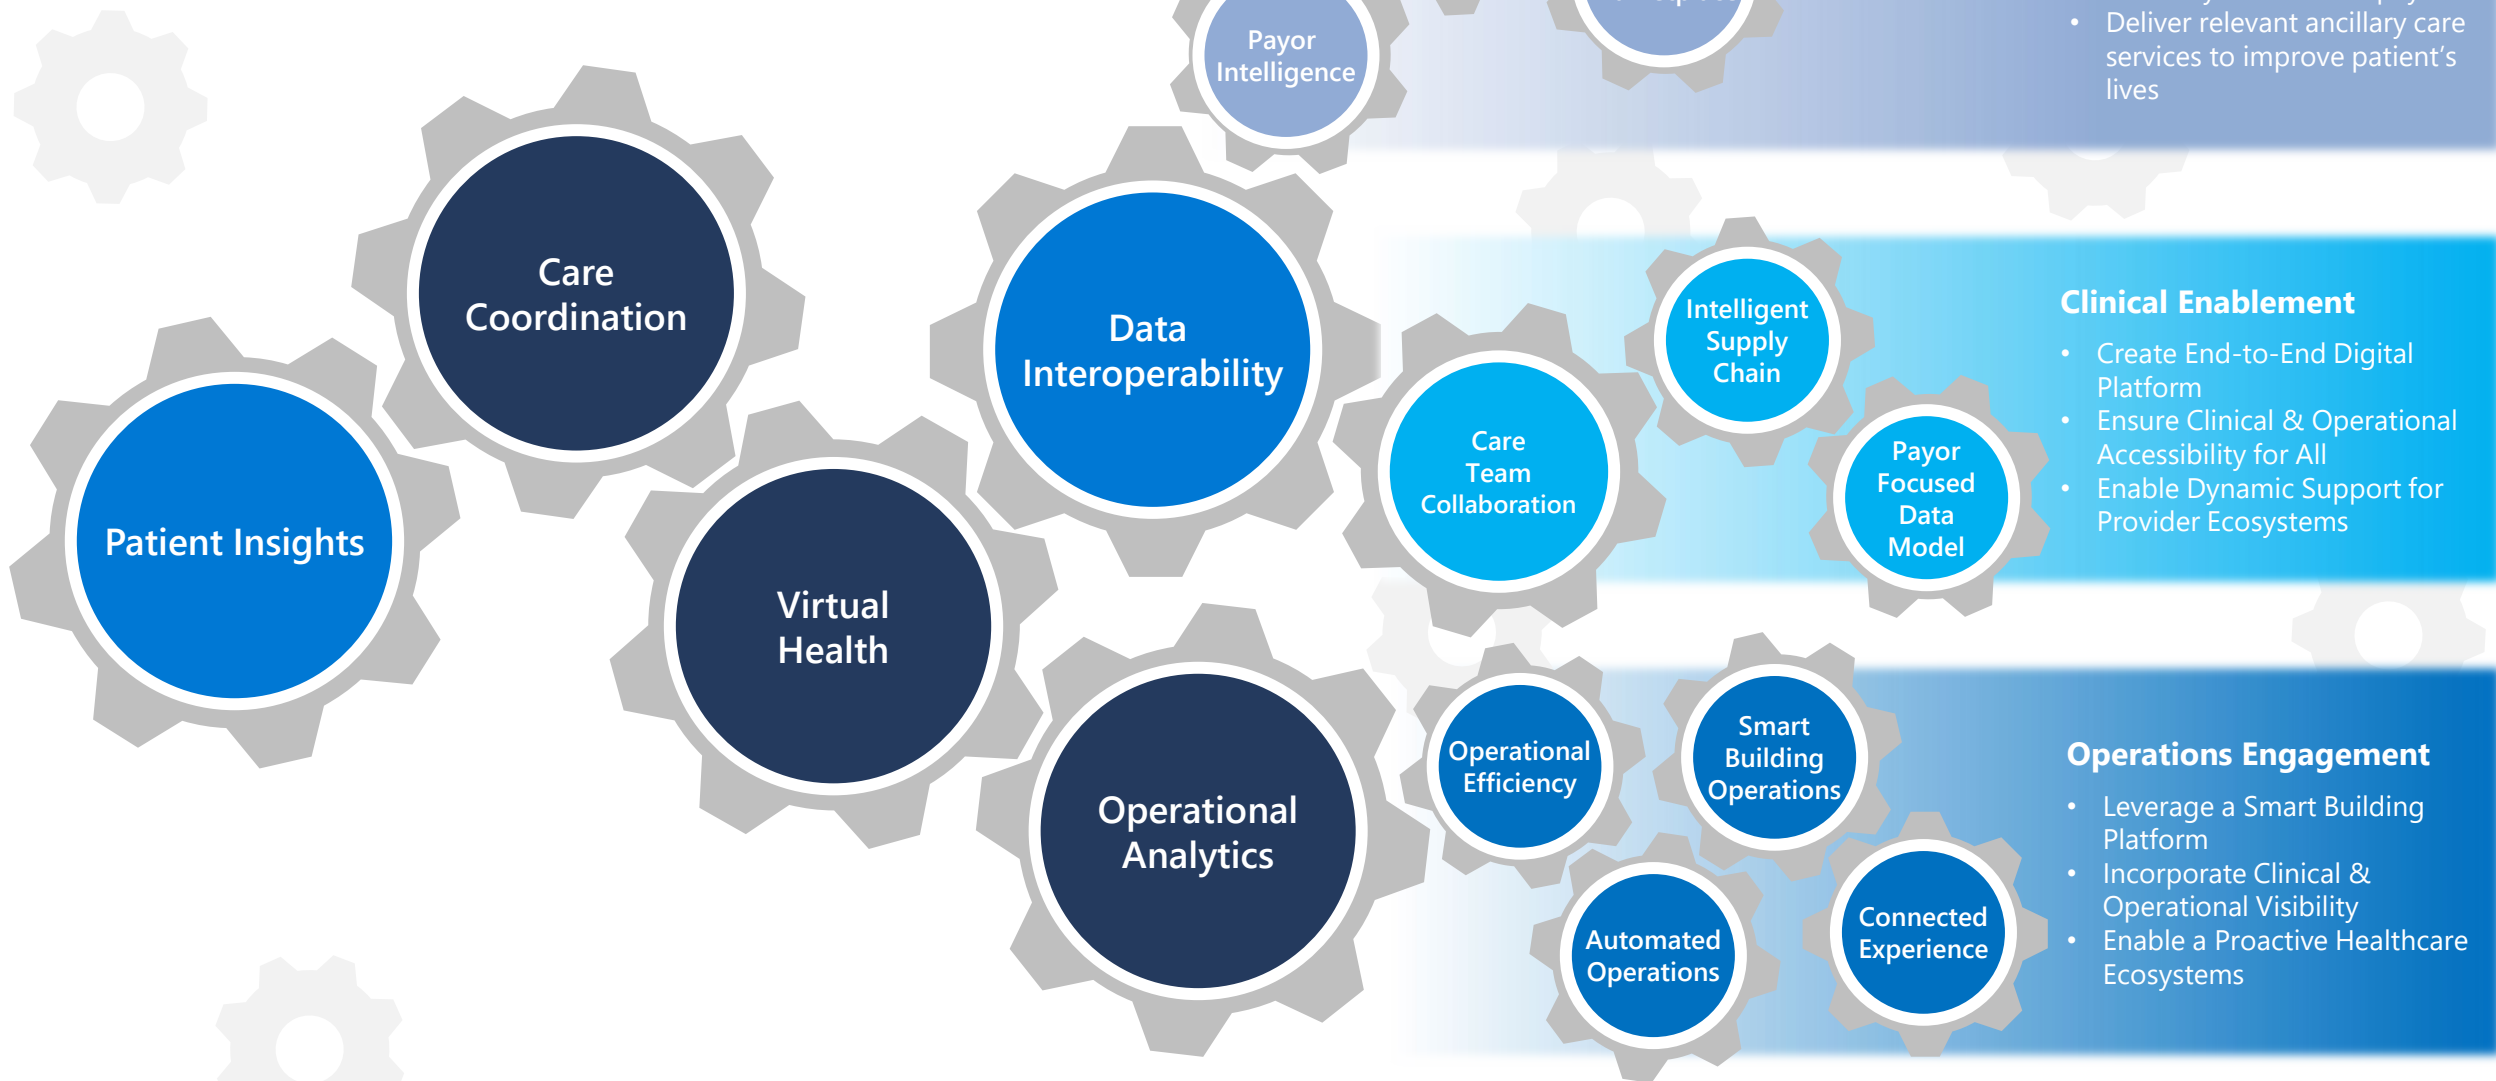 • Deliver relevant ancillary care
services to improve patient's
lives
Payor
Intelligence
Care
Coordination
Data
Interoperability
Patient Insights
Virtual
Health
Operational
Analytics
Intelligent
Supply
Chain
Care
Team
Collaboration
Payor
Focused
Data
Model
Clinical Enablement
• Create End-to-End Digital
Platform
• Ensure Clinical & Operational
Accessibility for All
• Enable Dynamic Support for
Provider Ecosystems
Operational
Efficiency
Smart
Building
Operations
Automated
Operations
Connected
Experience
Operations Engagement
• Leverage a Smart Building
Platform
• Incorporate Clinical &
Operational Visibility
• Enable a Proactive Healthcare
Ecosystems